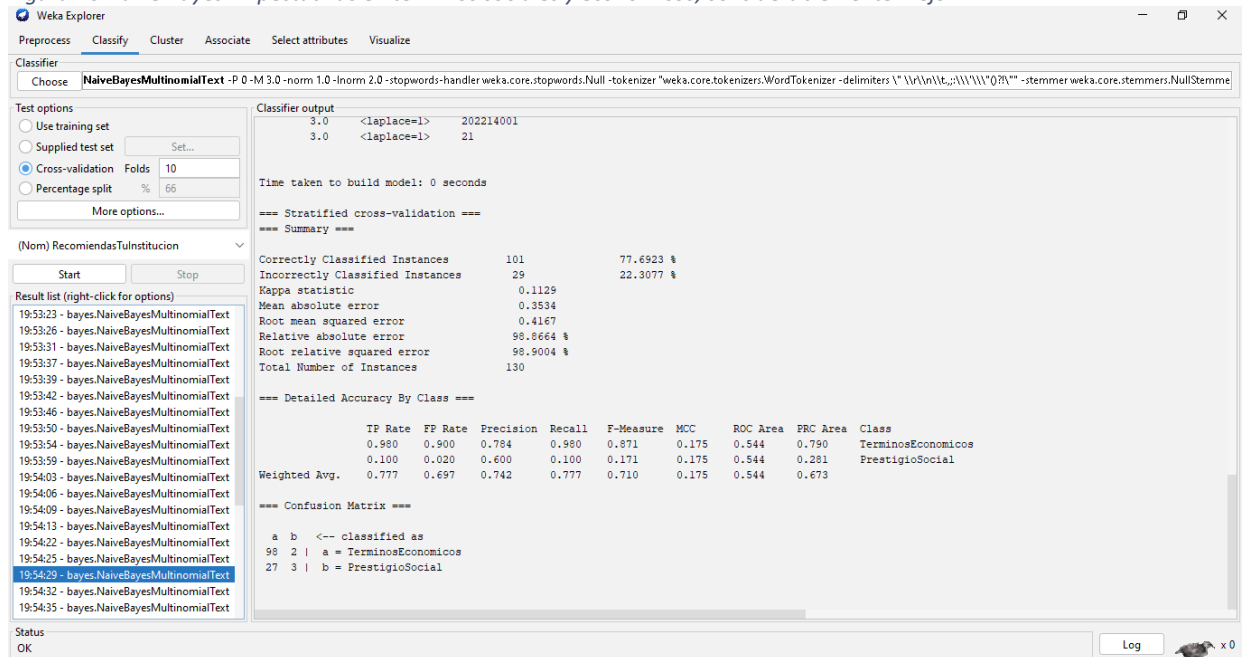 Weka Explorer
Preprocess Classify Cluster Associate Select attributes Visualize
Classifier
Choose NaiveBayesMultinomialText -P 0 -M 3.0 -norm 1.0 -lnorm 2.0 -stopwords-handler weka.core.stopwords.Null -tokenizer "weka.core.tokenizers.WordTokenizer -delimiters \" \\r\\n\\t.,;:\\\'\\\"()?!\"" -stemmer weka.core.stemmers.NullStemme
Test options
Use training set
Supplied test set Set...
Cross-validation Folds 10
Percentage split % 66
More options...
(Nom) RecomiendasTuInstitucion
Start Stop
Result list (right-click for options)
19:53:23 - bayes.NaiveBayesMultinomialText
19:53:26 - bayes.NaiveBayesMultinomialText
19:53:31 - bayes.NaiveBayesMultinomialText
19:53:37 - bayes.NaiveBayesMultinomialText
19:53:39 - bayes.NaiveBayesMultinomialText
19:53:42 - bayes.NaiveBayesMultinomialText
19:53:46 - bayes.NaiveBayesMultinomialText
19:53:50 - bayes.NaiveBayesMultinomialText
19:53:54 - bayes.NaiveBayesMultinomialText
19:53:59 - bayes.NaiveBayesMultinomialText
19:54:03 - bayes.NaiveBayesMultinomialText
19:54:06 - bayes.NaiveBayesMultinomialText
19:54:09 - bayes.NaiveBayesMultinomialText
19:54:13 - bayes.NaiveBayesMultinomialText
19:54:22 - bayes.NaiveBayesMultinomialText
19:54:25 - bayes.NaiveBayesMultinomialText
19:54:29 - bayes.NaiveBayesMultinomialText
19:54:32 - bayes.NaiveBayesMultinomialText
19:54:35 - bayes.NaiveBayesMultinomialText
Classifier output
3.0 <laplace=1> 202214001
3.0 <laplace=1> 21
Time taken to build model: 0 seconds
=== Stratified cross-validation ===
=== Summary ===
Correctly Classified Instances 101 77.6923 %
Incorrectly Classified Instances 29 22.3077 %
Kappa statistic 0.1129
Mean absolute error 0.3534
Root mean squared error 0.4167
Relative absolute error 98.8664 %
Root relative squared error 98.9004 %
Total Number of Instances 130
=== Detailed Accuracy By Class ===
TP Rate FP Rate Precision Recall F-Measure MCC ROC Area PRC Area Class
0.980 0.900 0.784 0.980 0.871 0.175 0.544 0.790 TerminosEconomicos
0.100 0.020 0.600 0.100 0.171 0.175 0.544 0.281 PrestigioSocial
Weighted Avg. 0.777 0.697 0.742 0.777 0.710 0.175 0.544 0.673
=== Confusion Matrix ===
a b <-- classified as
98 2 | a = TerminosEconomicos
27 3 | b = PrestigioSocial
Status
OK
Log x 0